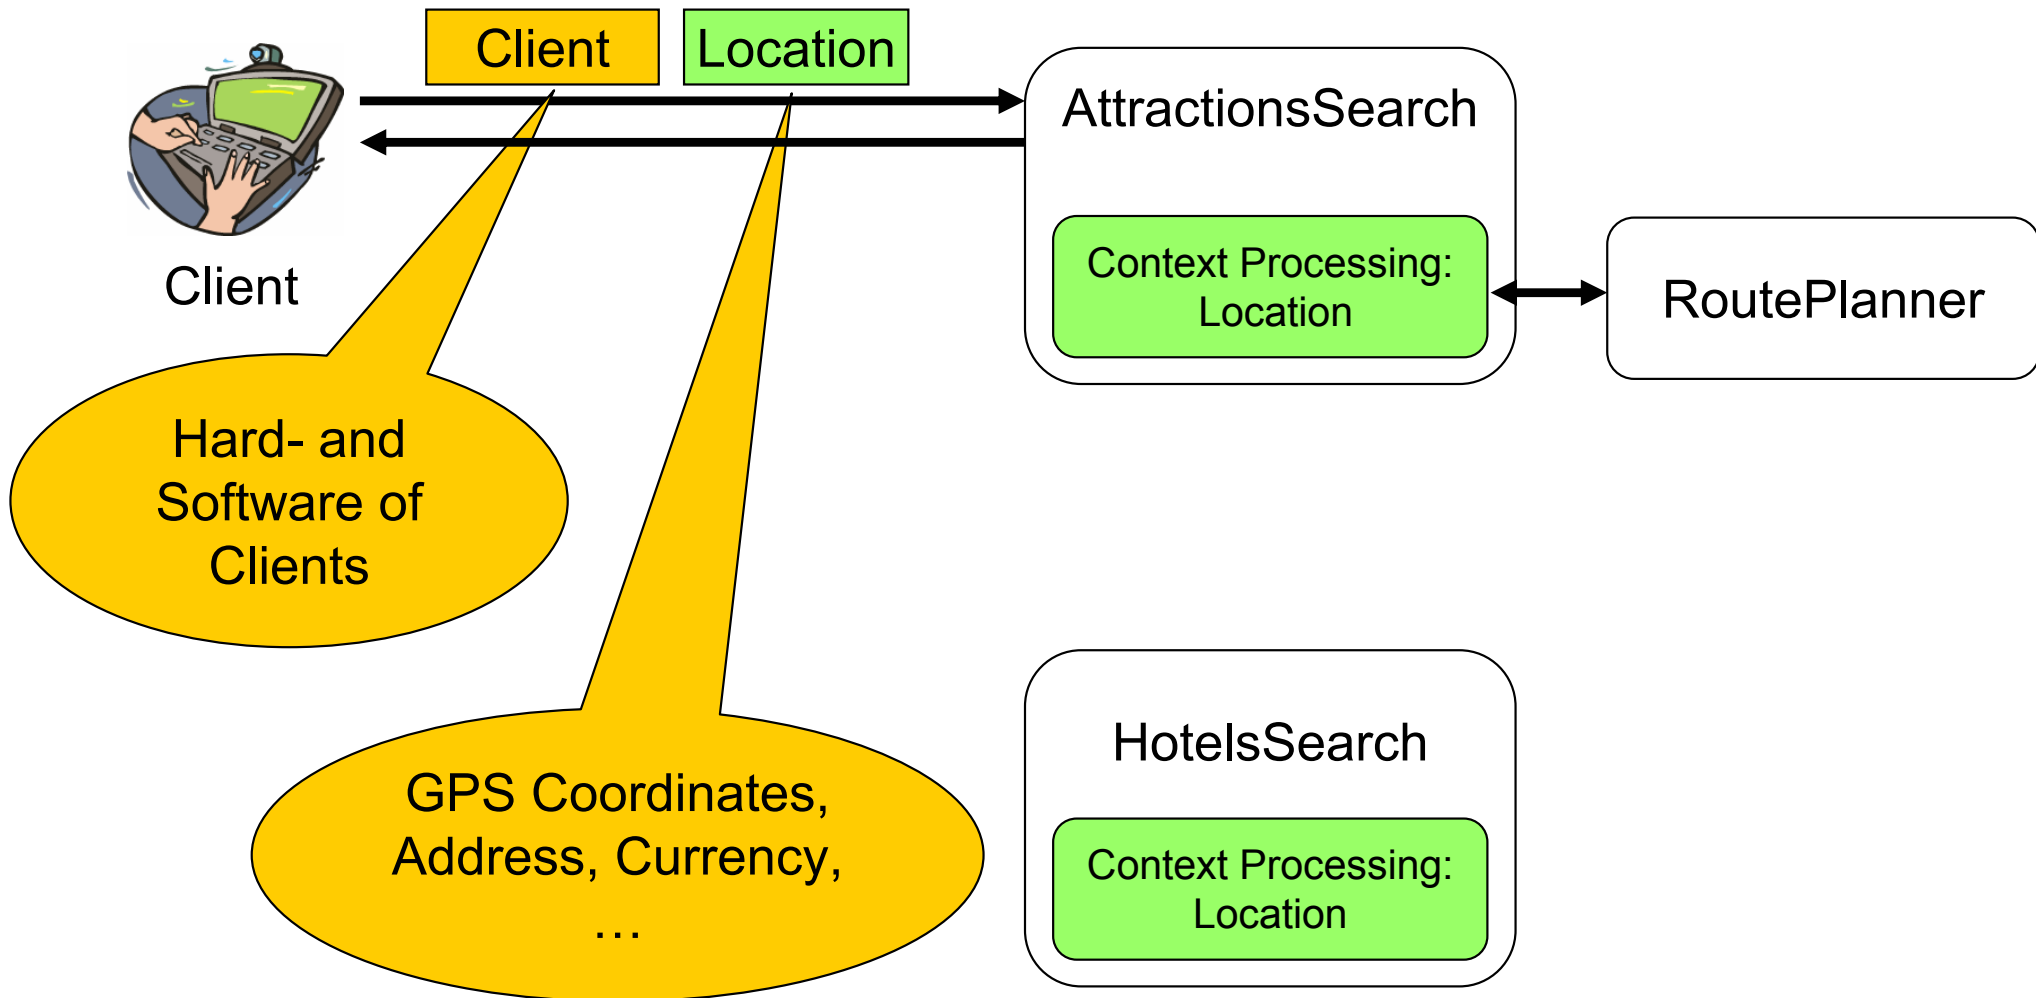 Client
Location
AttractionsSearch
Context Processing:
Location
RoutePlanner
Client
Hard- and
Software of
Clients
HotelsSearch
GPS Coordinates,
Address, Currency,
…
Context Processing:
Location